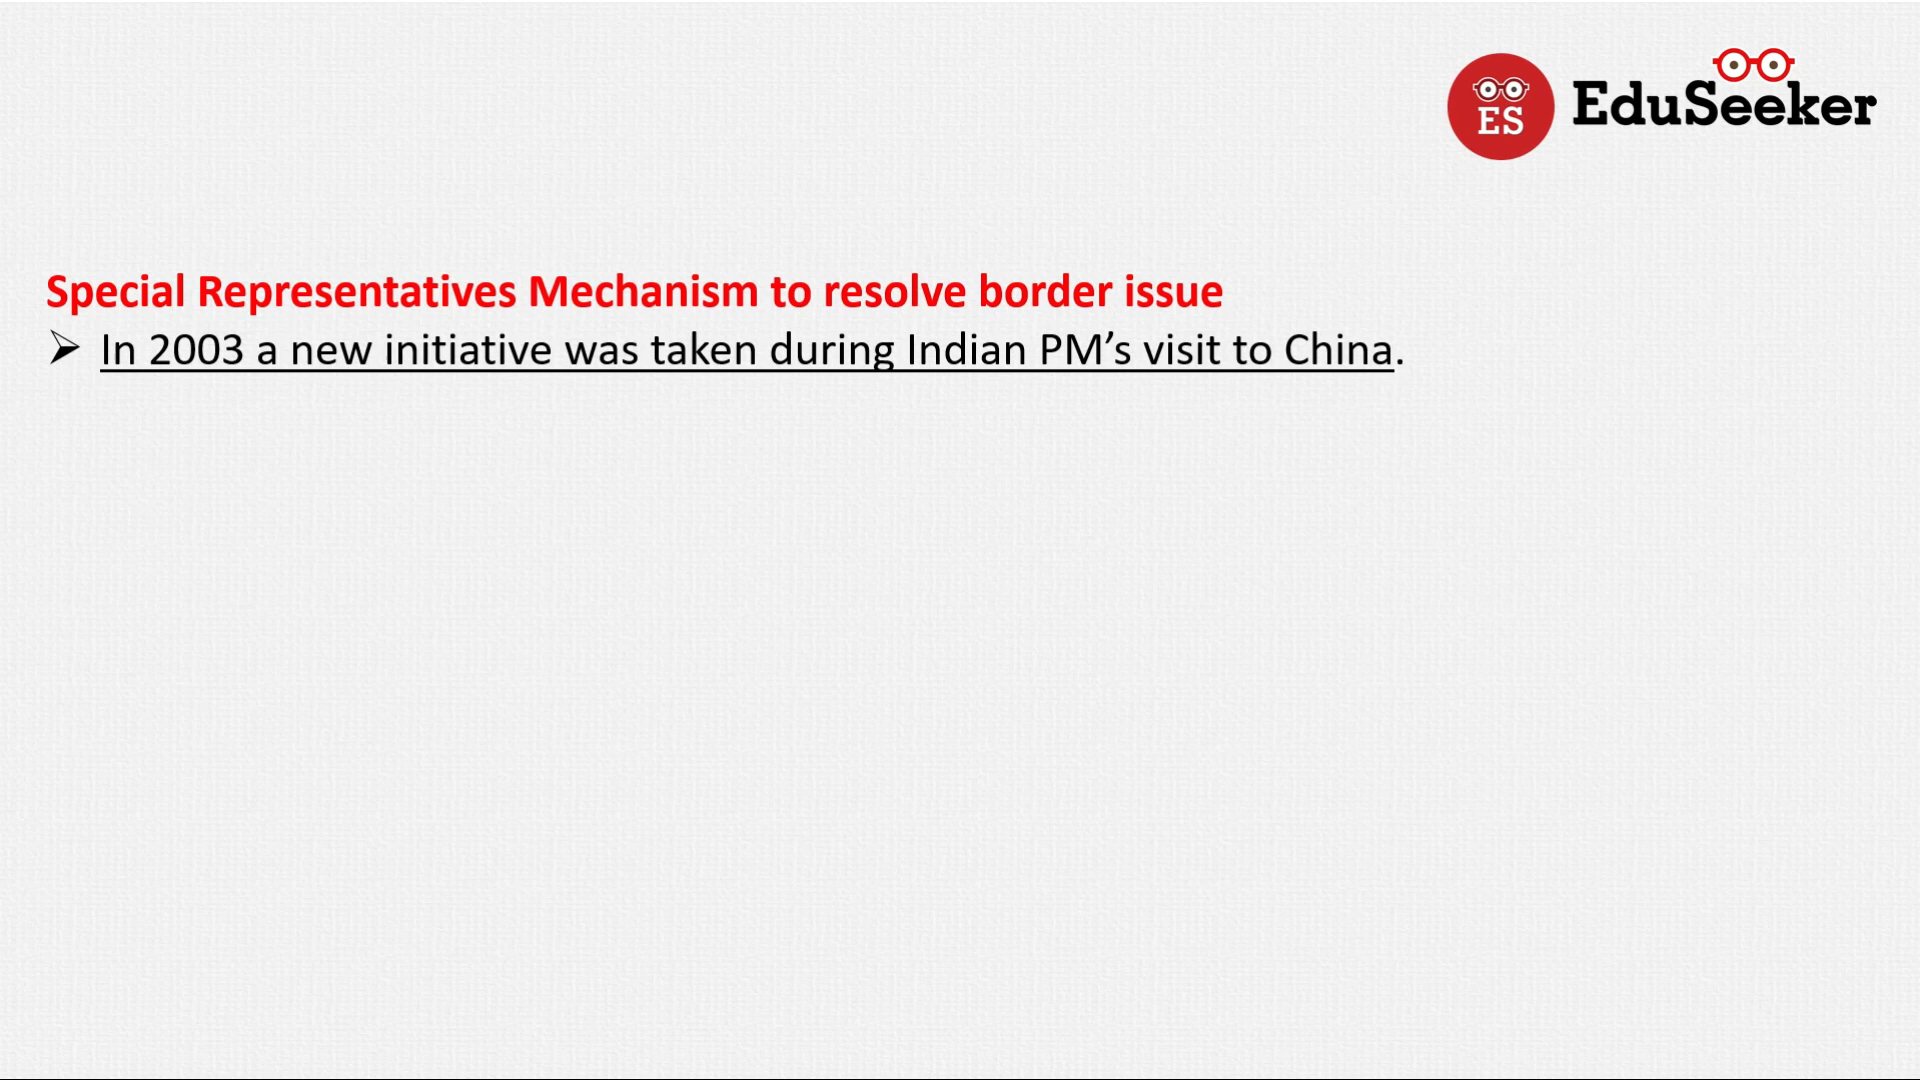 ES
EduSeeker
Special Representatives Mechanism to resolve border issue
➢ In 2003 a new initiative was taken during Indian PM’s visit to China.